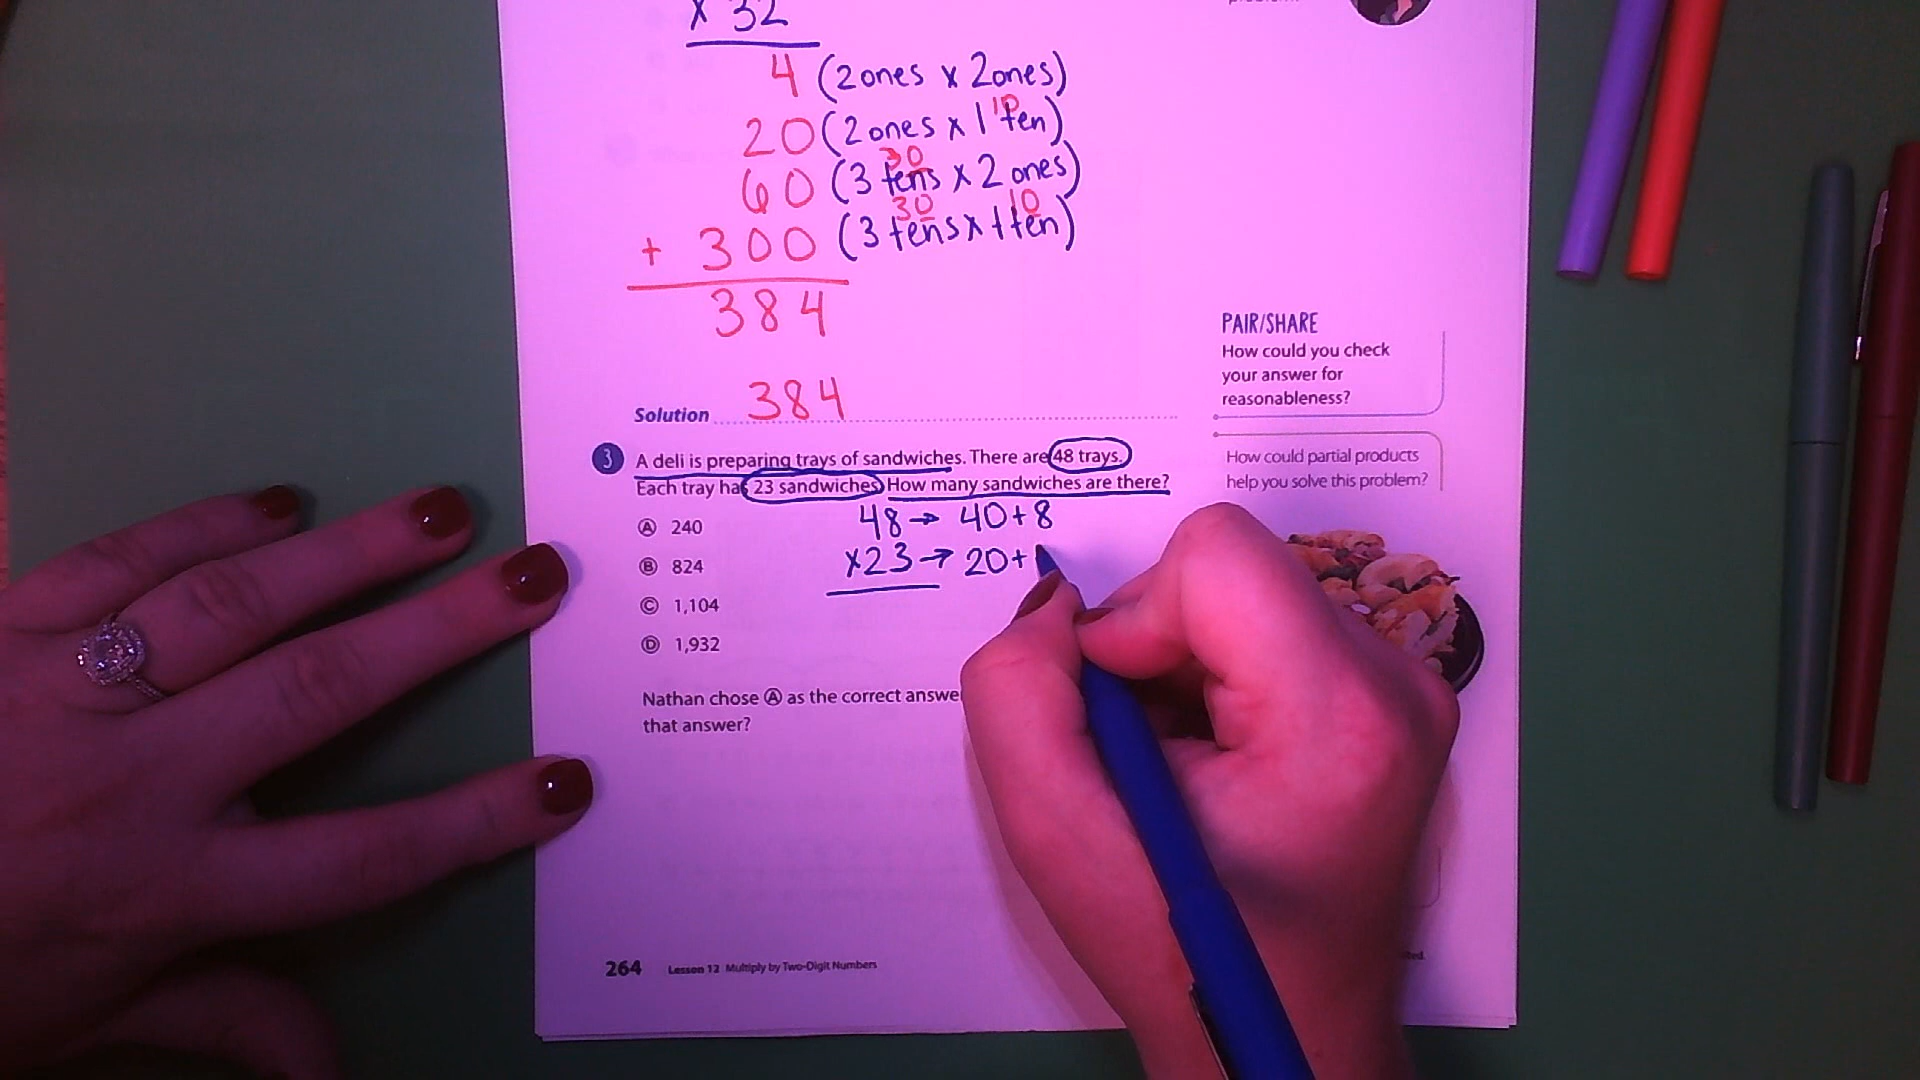 x 32
4 (2 ones x 2 ones)
10
20 (2 ones x 1 ten)
30
60 (3 tens x 2 ones)
30 10
+ 300 (3 tens x 1 ten)
384
Solution 384
PAIR/SHARE
How could you check
your answer for
reasonableness?
3 A deli is preparing trays of sandwiches. There are 48 trays.
Each tray has 23 sandwiches. How many sandwiches are there?
How could partial products
help you solve this problem?
48 → 40+8
x23 → 20+
A 240
B 824
C 1,104
D 1,932
Nathan chose A as the correct answe
that answer?
264 Lesson 12 Multiply by Two-Digit Numbers